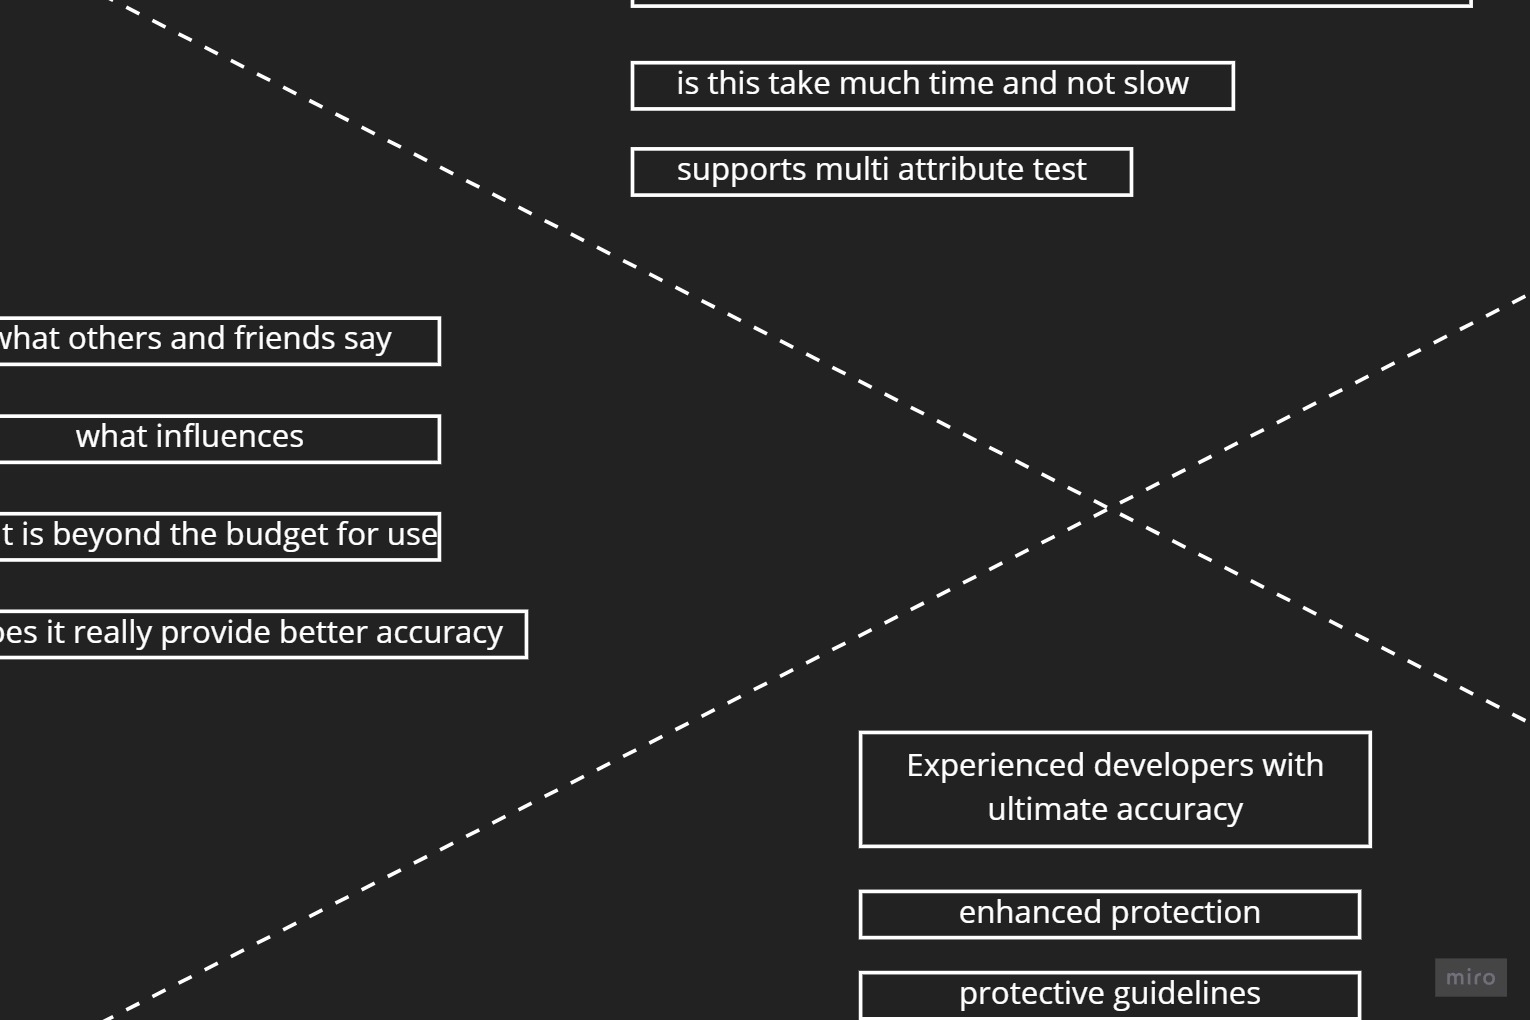 is this take much time and not slow
supports multi attribute test
what others and friends say
what influences
is beyond the budget for use
it really provide better accuracy
Experienced developers with
ultimate accuracy
enhanced protection
protective guidelines
miro